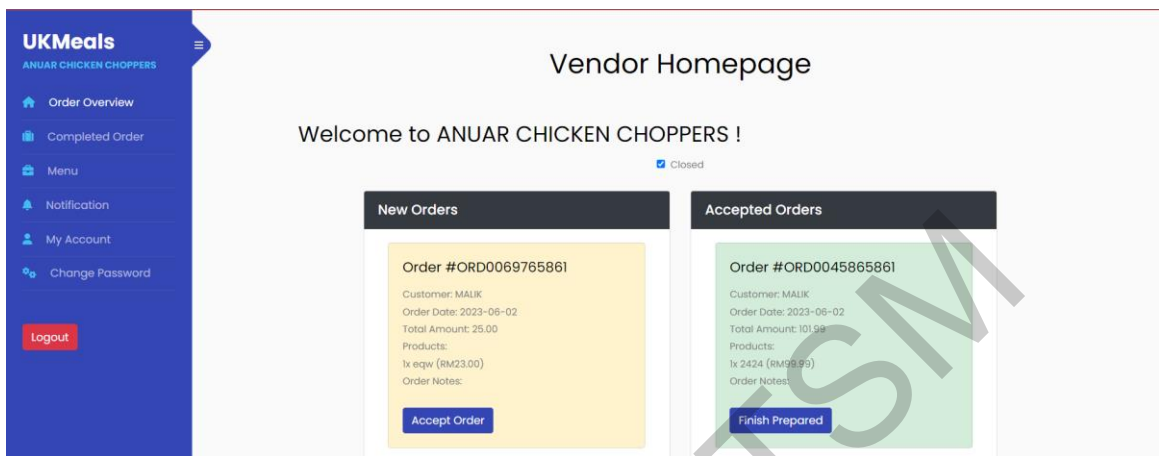 UKMeals
ANUAR CHICKEN CHOPPERS
Order Overview
Completed Order
Menu
Notification
My Account
Change Password
Logout
Vendor Homepage
Welcome to ANUAR CHICKEN CHOPPERS !
Closed
New Orders
Order #ORD0069765861
Customer: MALIK
Order Date: 2023-06-02
Total Amount: 25.00
Products:
1x eqw (RM23.00)
Order Notes:
Accept Order
Accepted Orders
Order #ORD0045865861
Customer: MALIK
Order Date: 2023-06-02
Total Amount: 101.99
Products:
1x 2424 (RM99.99)
Order Notes:
Finish Prepared
TSM